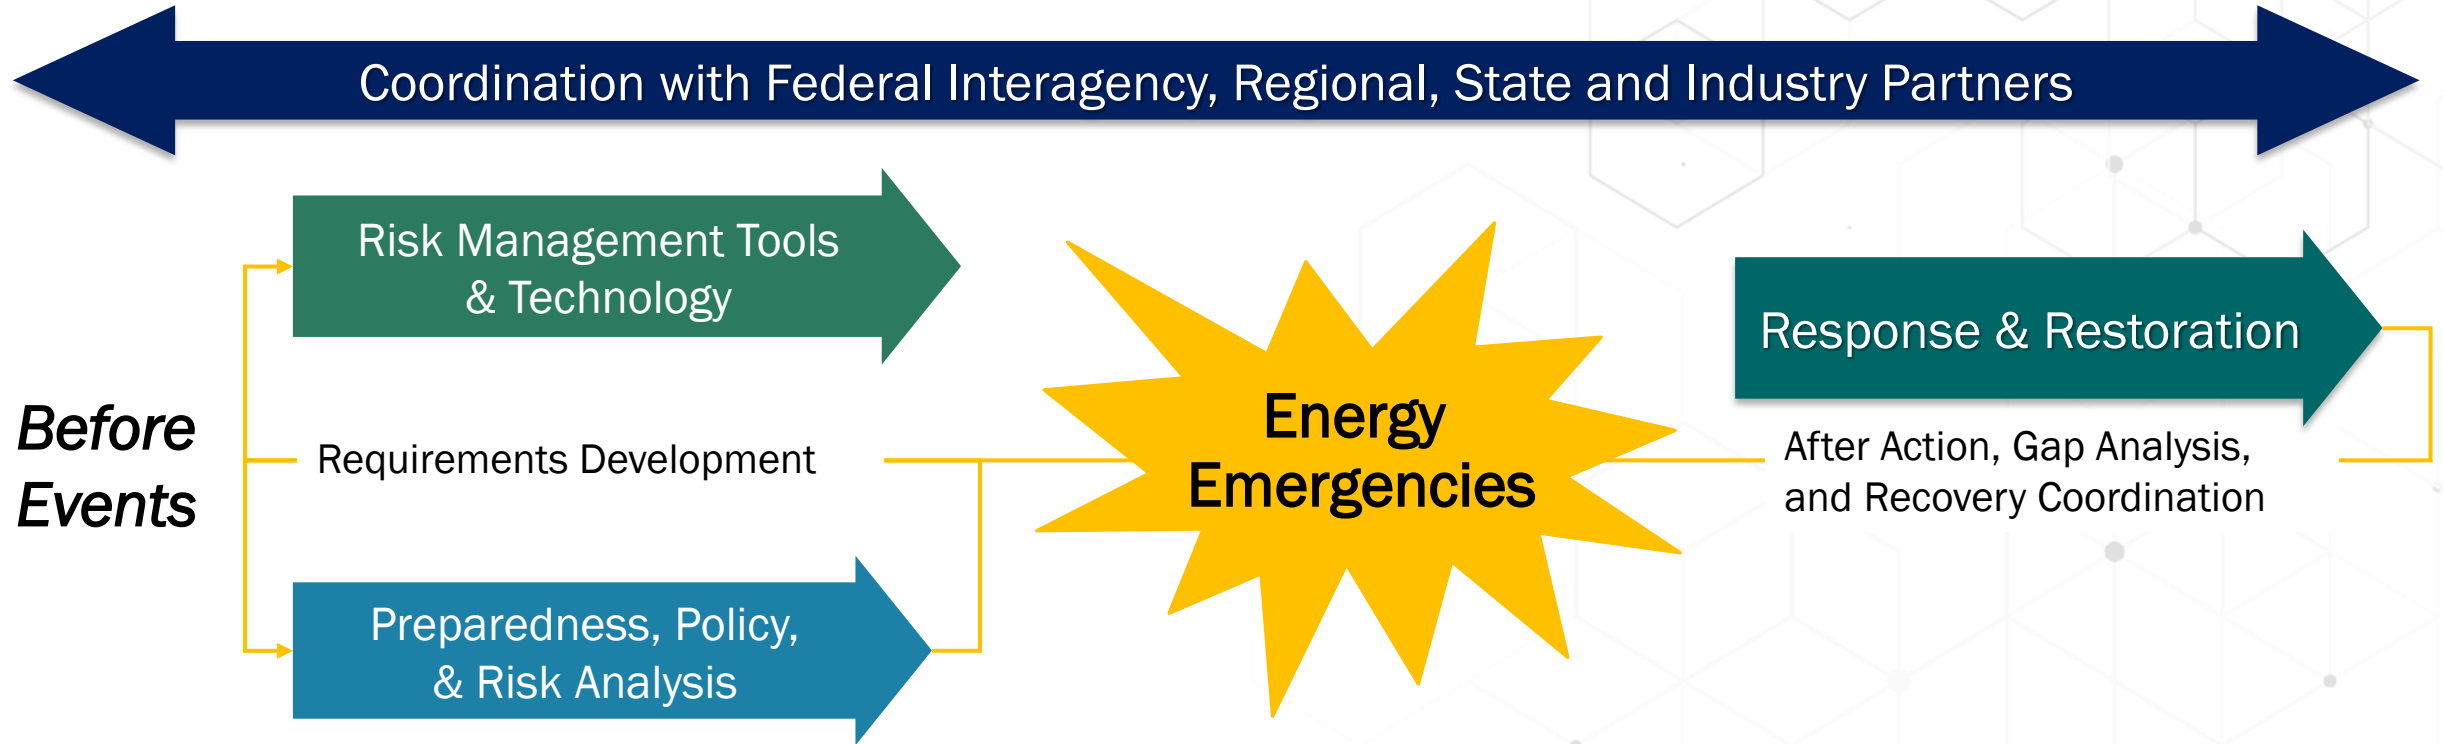 Coordination with Federal Interagency, Regional, State and Industry Partners
Risk Management Tools
& Technology
Before
Events
Requirements Development
Preparedness, Policy,
& Risk Analysis
Energy
Emergencies
Response & Restoration
After Action, Gap Analysis,
and Recovery Coordination